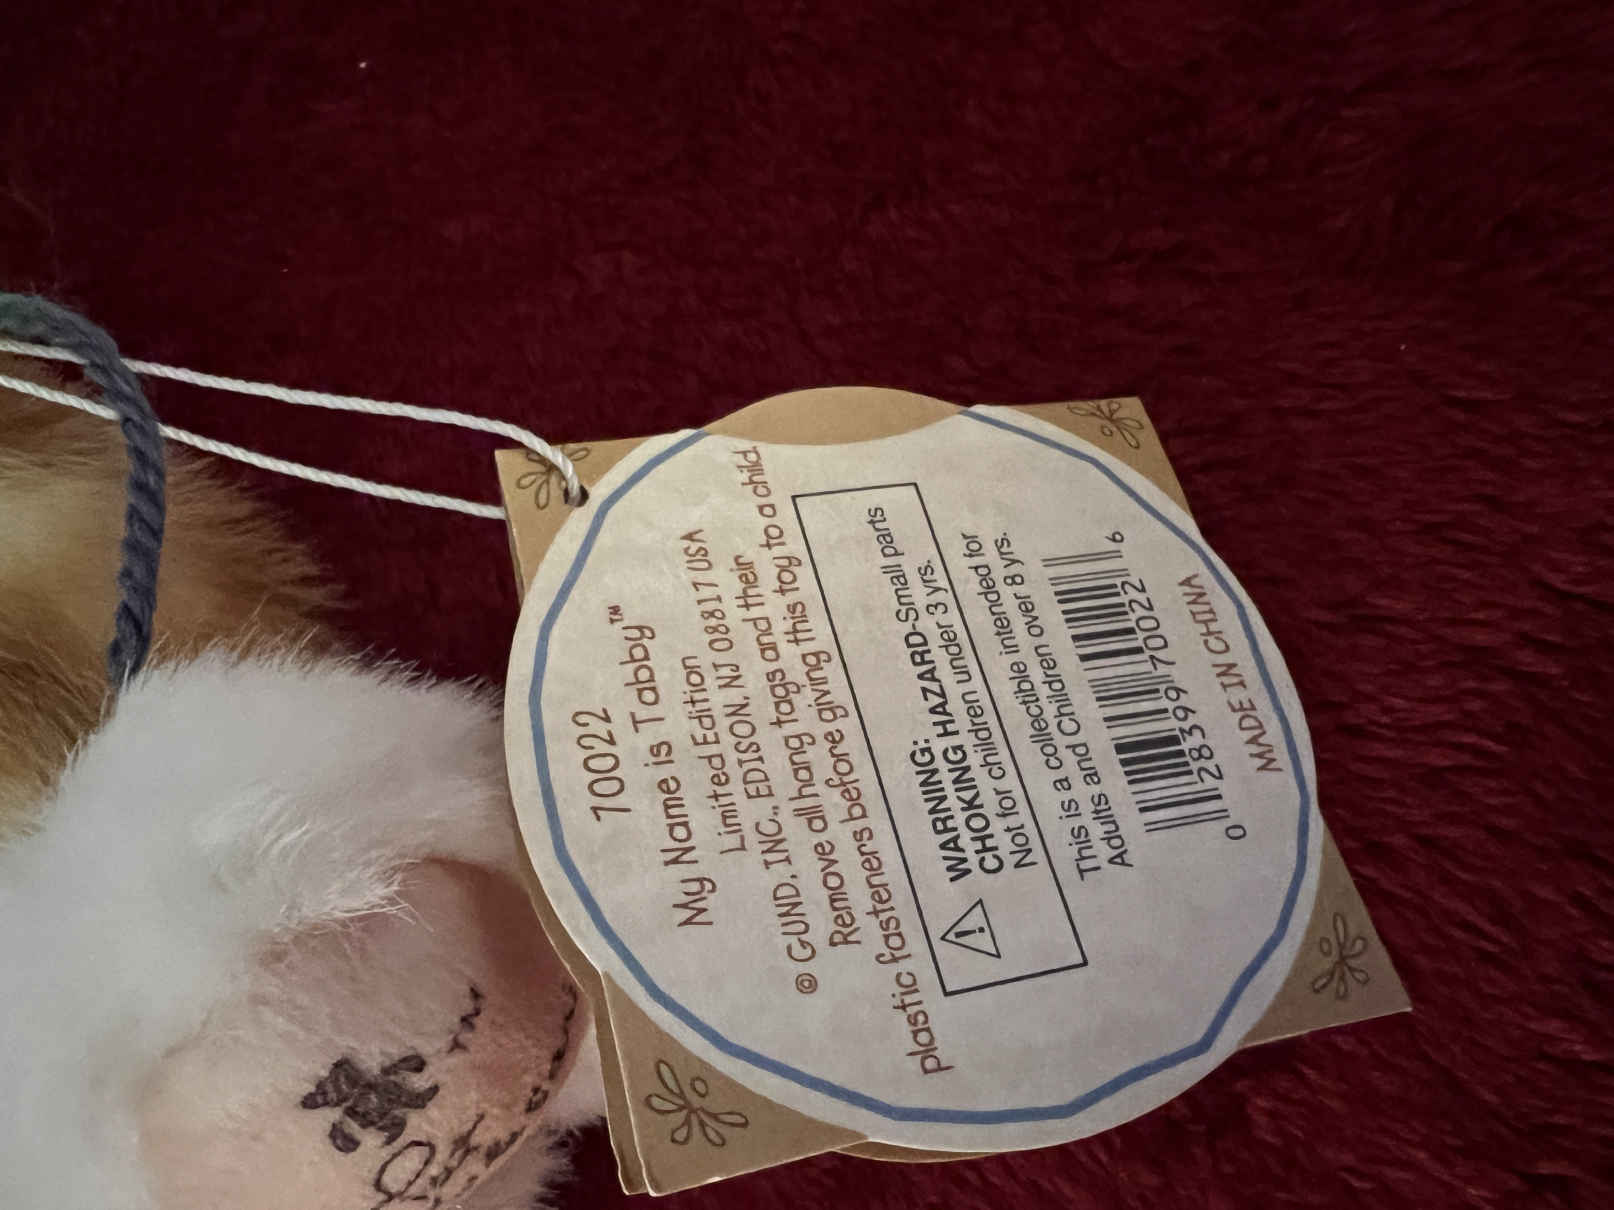 70022
My Name is Tabby™
Limited Edition
© GUND, INC., EDISON, NJ 08817 USA
Remove all hang tags and their
plastic fasteners before giving this toy to a child.
WARNING:
CHOKING HAZARD-Small parts
Not for children under 3 yrs.
This is a collectible intended for
Adults and Children over 8 yrs.
0 28399 70022 6
MADE IN CHINA
TM